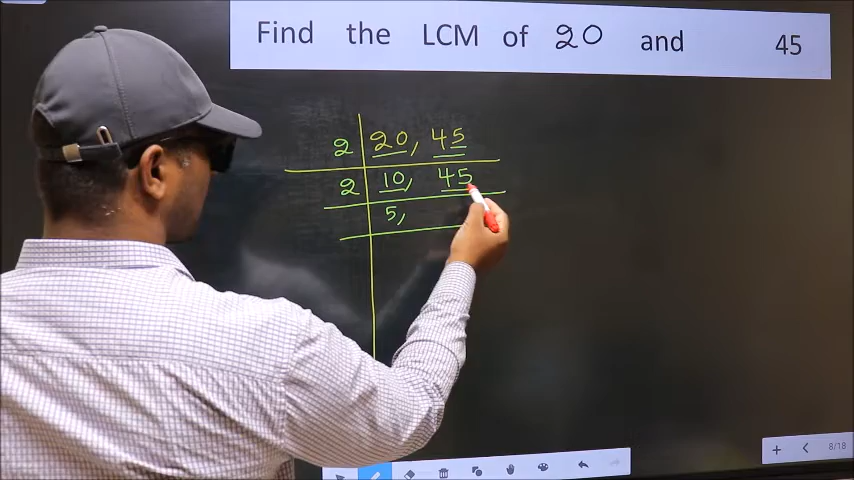 Find the LCM of 20 and 45
2 20, 45
2 10, 45
5,
8/18